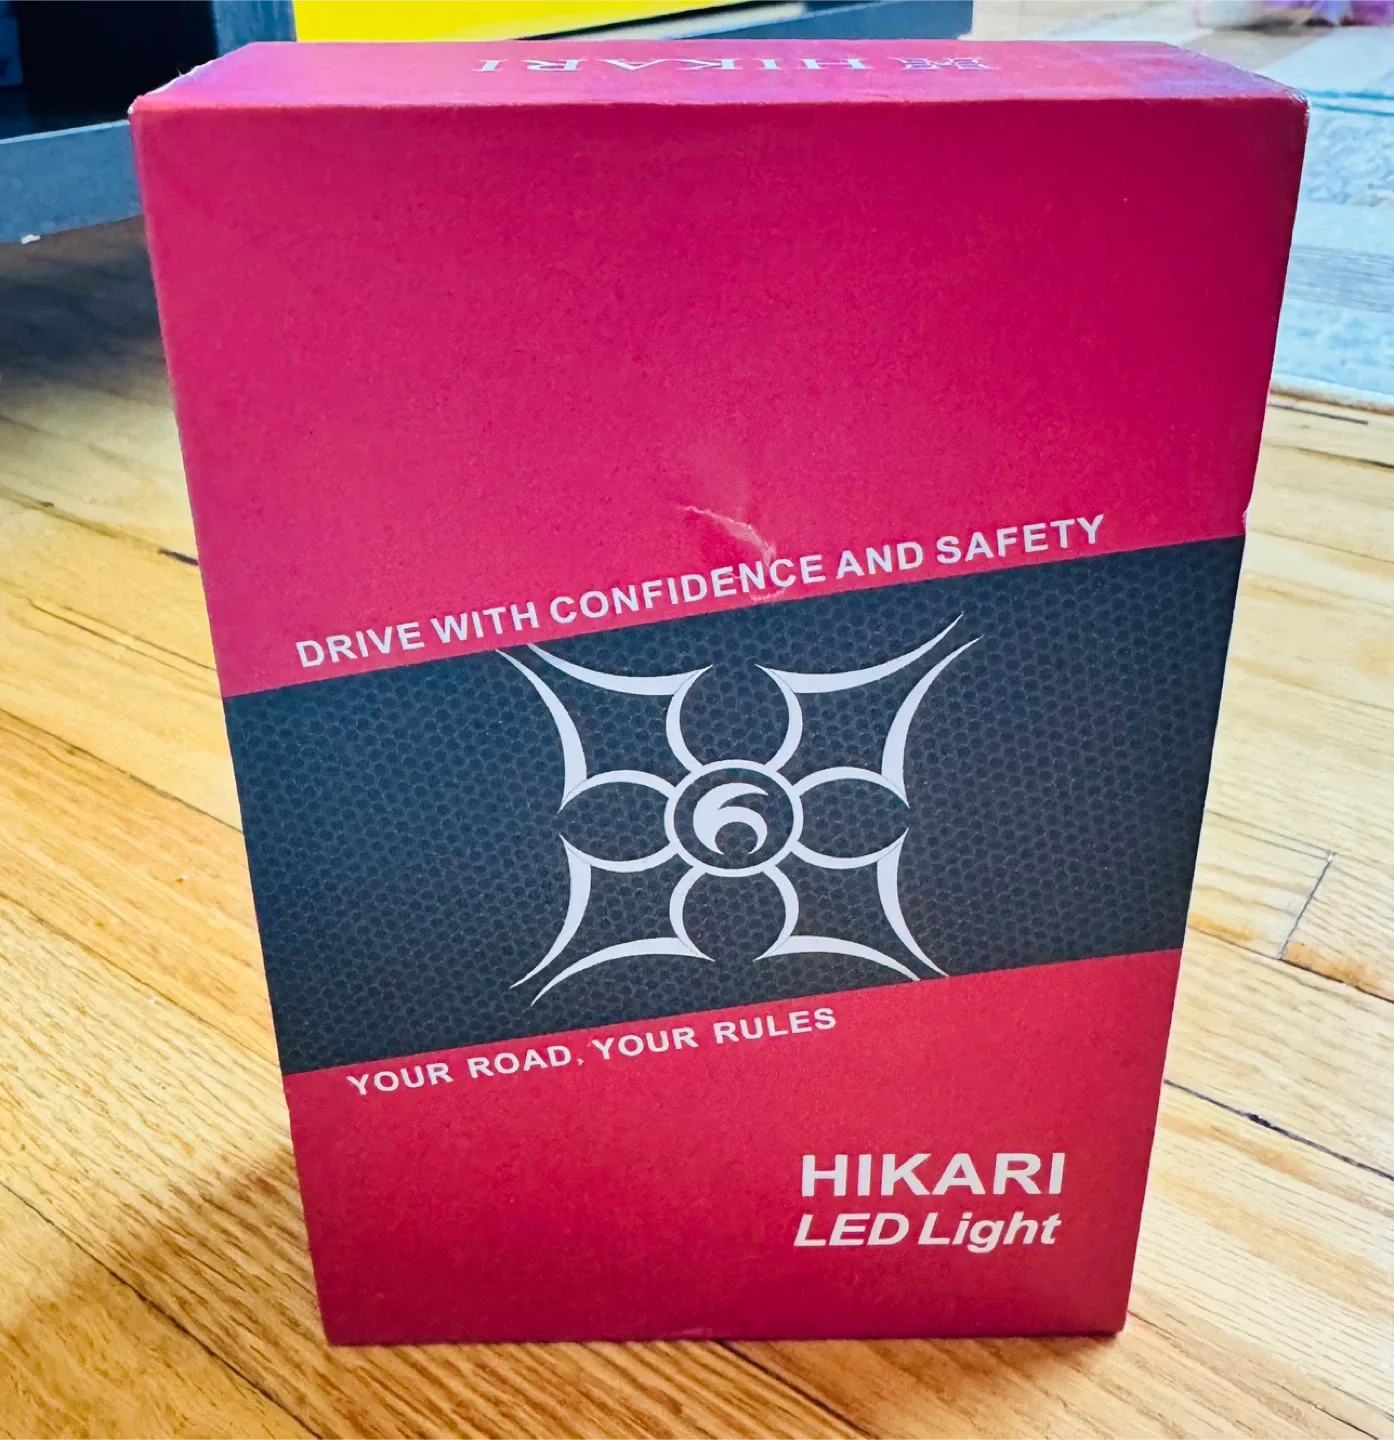 HIKARI
DRIVE WITH CONFIDENCE AND SAFETY
YOUR ROAD, YOUR RULES
HIKARI
LED Light